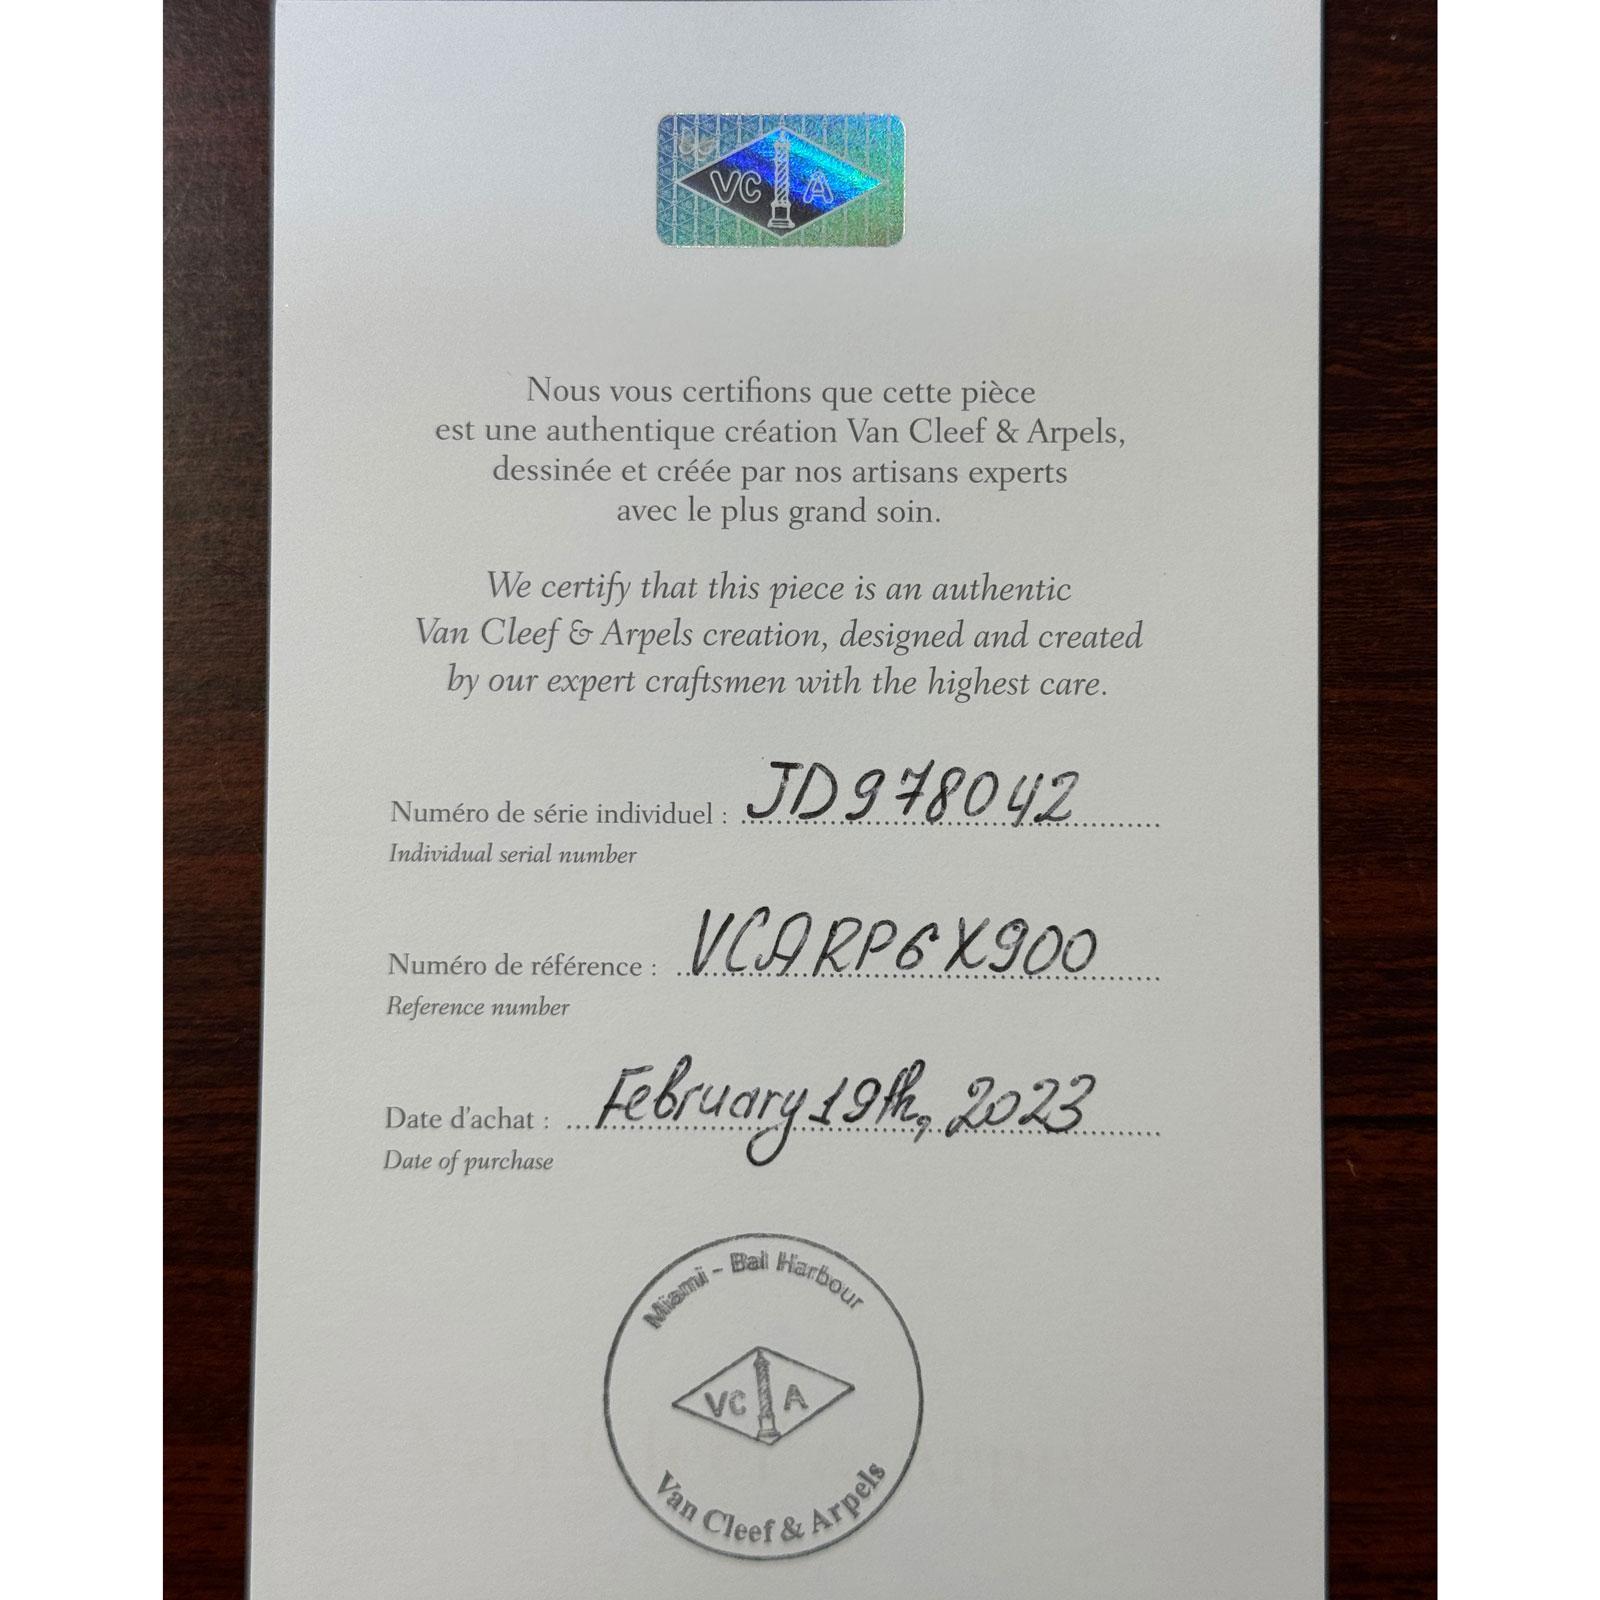 VC A
Nous vous certifions que cette pièce
est une authentique création Van Cleef & Arpels,
dessinée et créée par nos artisans experts
avec le plus grand soin.
We certify that this piece is an authentic
Van Cleef & Arpels creation, designed and created
by our expert craftsmen with the highest care.
Numéro de série individuel : JD978042
Individual serial number
Numéro de référence : VCARP6X900
Reference number
Date d'achat : February 19th, 2023
Date of purchase
Miami - Bal Harbour
VC A
Van Cleef & Arpels